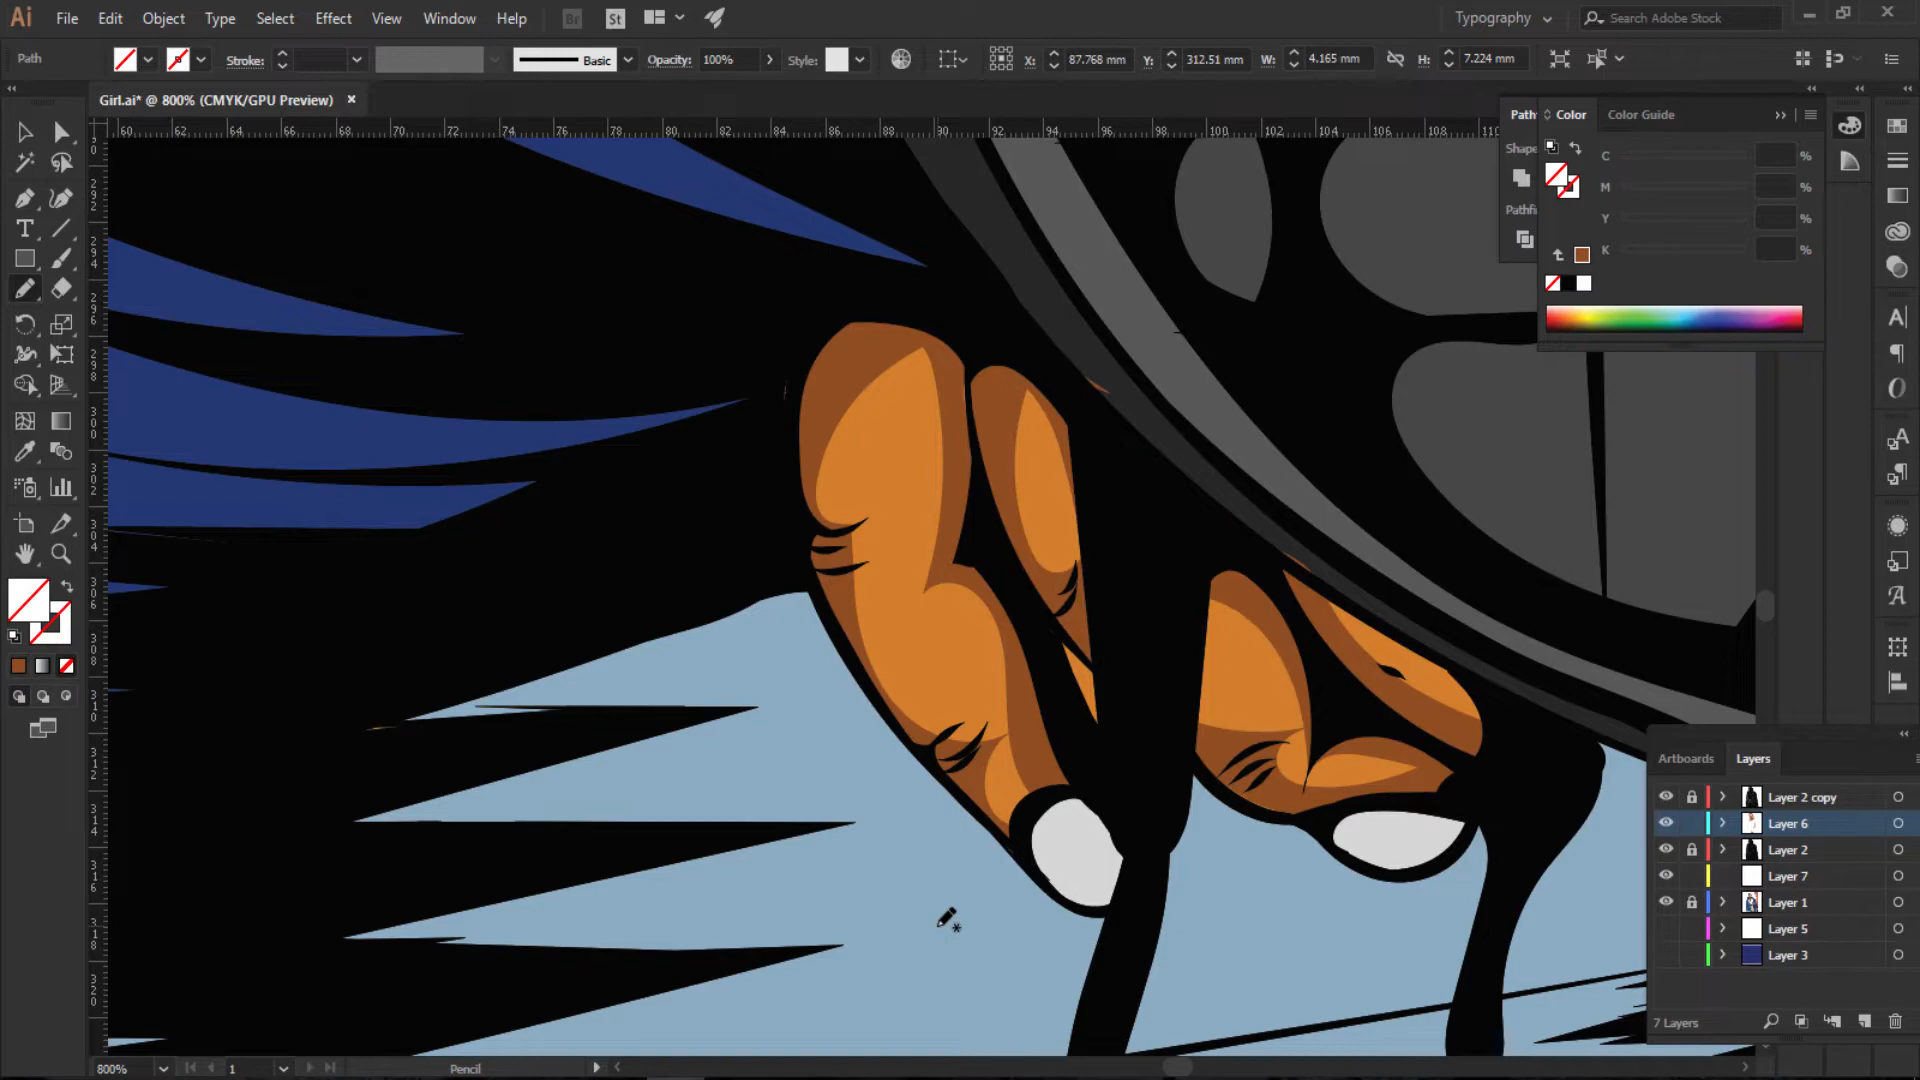 Ai File Edit Object Type Select Effect View Window Help Br St Typography Search Adobe Stock
Path Stroke: Basic Opacity: 100% Style: X: 87.768 mm Y: 312.51 mm W: 4.165 mm H: 7.224 mm
Girl.ai* @ 800% (CMYK/GPU Preview) ×
60 62 64 66 68 70 72 74 76 78 80 82 84 86 88 90 92 94 96 98 100 102 104 106 108 110
Path Color Color Guide
Shape
C %
M %
Pathfi
Y %
K %
Artboards Layers
Layer 2 copy
Layer 6
Layer 2
Layer 7
Layer 1
Layer 5
Layer 3
7 Layers
800% 1 Pencil